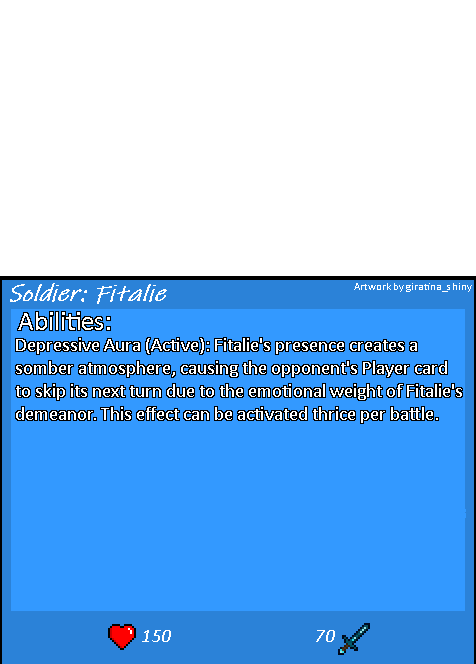 Soldier: Fitalie
Artwork by giratina_shiny
Abilities:
Depressive Aura (Active): Fitalie's presence creates a
somber atmosphere, causing the opponent's Player card
to skip its next turn due to the emotional weight of Fitalie's
demeanor. This effect can be activated thrice per battle.
150
70